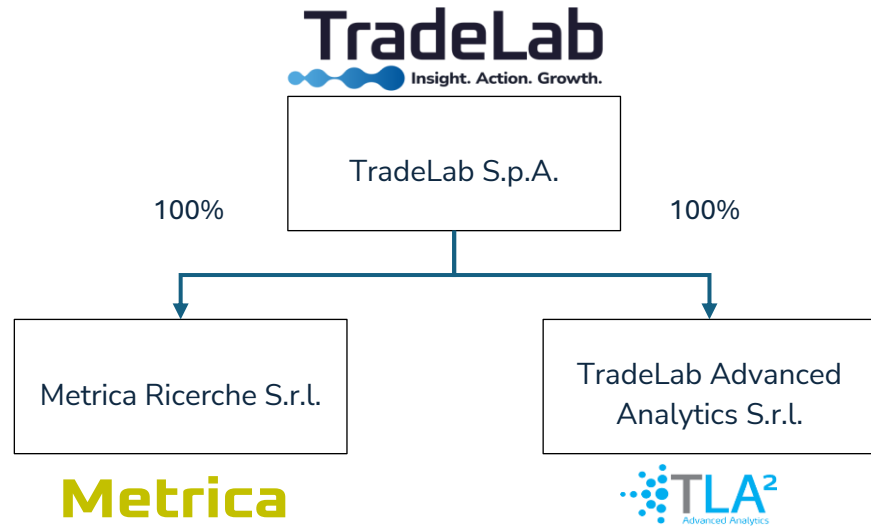 TradeLab
Insight. Action. Growth.
TradeLab S.p.A.
100%
100%
Metrica Ricerche S.r.l.
TradeLab Advanced
Analytics S.r.l.
Metrica
TLA²
Advanced Analytics